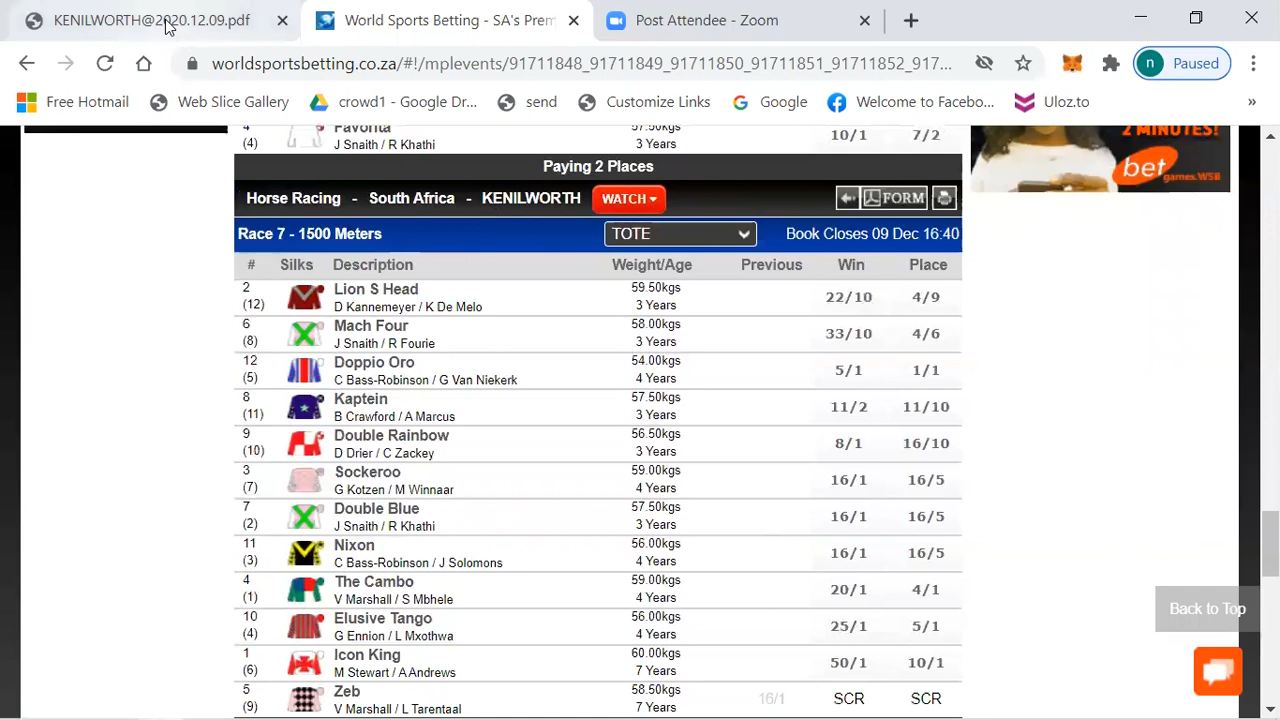 KENILWORTH@2020.12.09.pdf
World Sports Betting - SA's Prem
Post Attendee - Zoom
worldsportsbetting.co.za/#!/molevents/91711848_91711849_91711850_91711851_91711852_917...
n Paused
Free Hotmail
Web Slice Gallery
crowd1 - Google Dr...
send
Customize Links
Google
Welcome to Facebo...
Uloz.to
»
4 Favorita 57.50kgs 10/1 7/2
(4) J Snaith / R Khathi 3 Years
2 MINUTES!
bet
games.WSB
Paying 2 Places
Horse Racing - South Africa - KENILWORTH WATCH FORM
Race 7 - 1500 Meters TOTE Book Closes 09 Dec 16:40
# Silks Description Weight/Age Previous Win Place
2 Lion S Head 59.50kgs 22/10 4/9
(12) D Kannemeyer / K De Melo 3 Years
6 Mach Four 58.00kgs 33/10 4/6
(8) J Snaith / R Fourie 3 Years
12 Doppio Oro 54.00kgs 5/1 1/1
(5) C Bass-Robinson / G Van Niekerk 4 Years
8 Kaptein 57.50kgs 11/2 11/10
(11) B Crawford / A Marcus 3 Years
9 Double Rainbow 56.50kgs 8/1 16/10
(10) D Drier / C Zackey 3 Years
3 Sockeroo 59.00kgs 16/1 16/5
(7) G Kotzen / M Winnaar 4 Years
7 Double Blue 57.50kgs 16/1 16/5
(2) J Snaith / R Khathi 3 Years
11 Nixon 56.00kgs 16/1 16/5
(3) C Bass-Robinson / J Solomons 4 Years
4 The Cambo 59.00kgs 20/1 4/1
(1) V Marshall / S Mbhele 4 Years
10 Elusive Tango 56.00kgs 25/1 5/1
(4) G Ennion / L Mxothwa 4 Years
1 Icon King 60.00kgs 50/1 10/1
(6) M Stewart / A Andrews 7 Years
5 Zeb 58.50kgs 16/1 SCR SCR
(9) V Marshall / L Tarentaal 7 Years
Back to Top